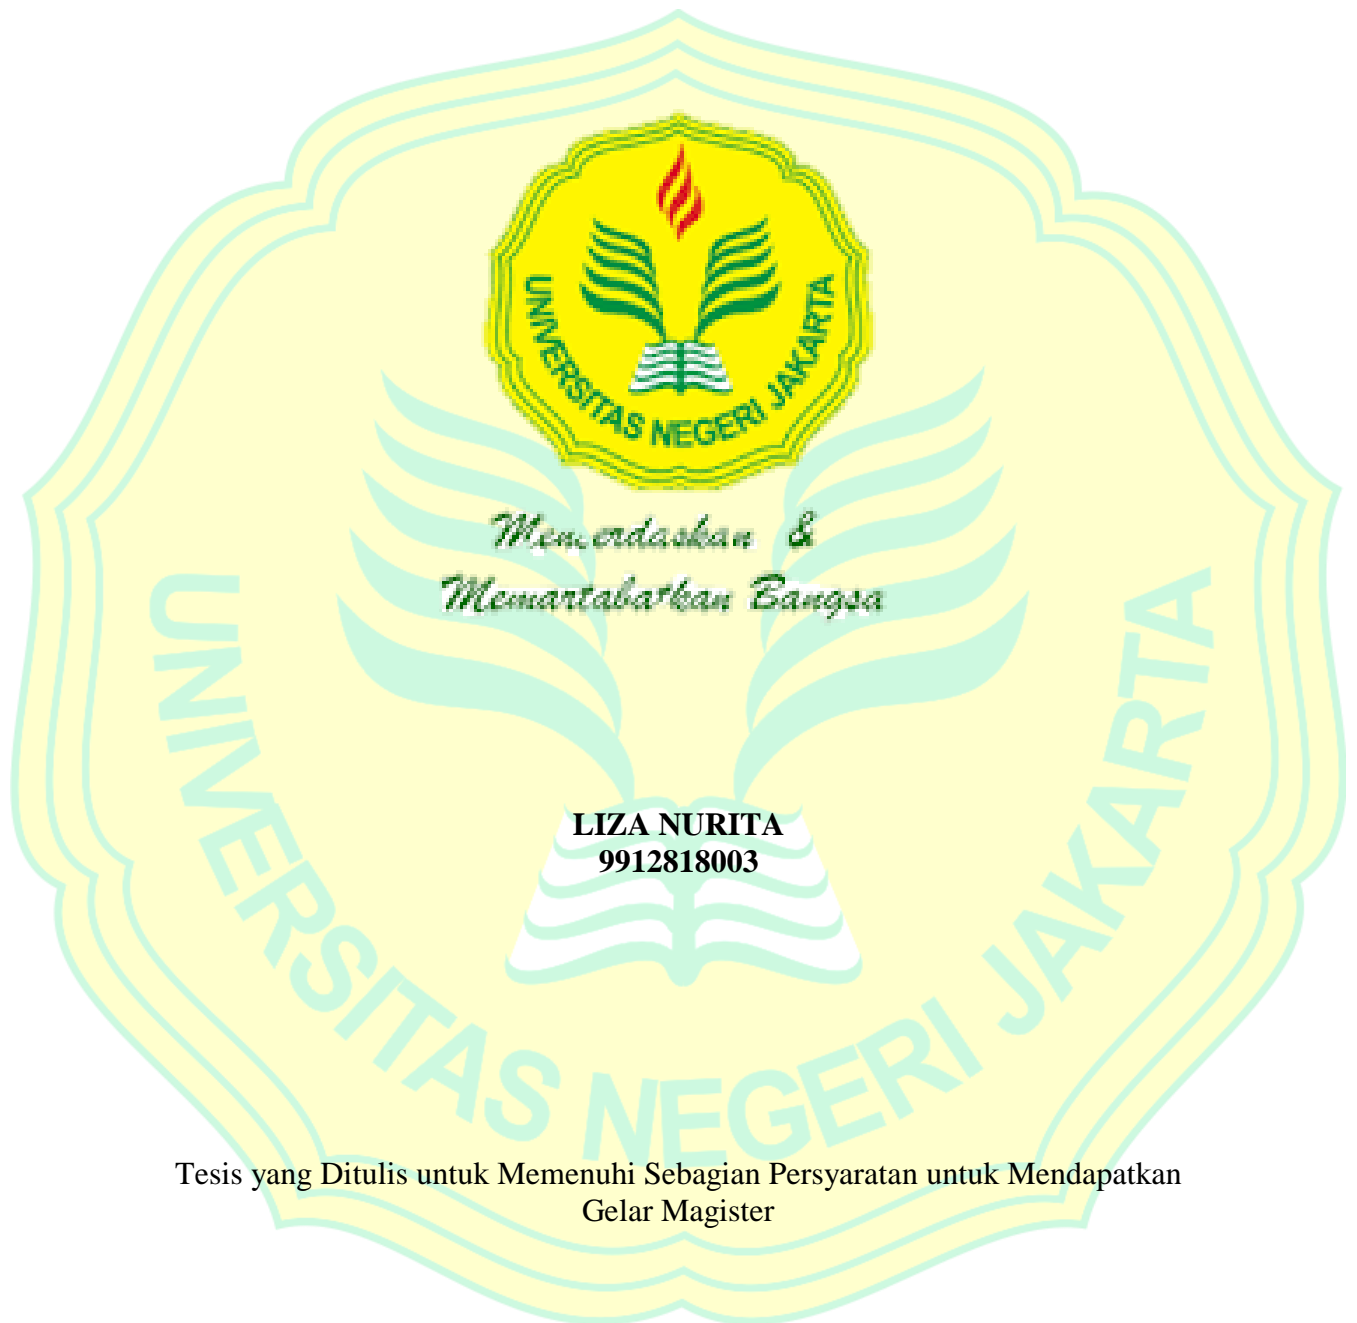 UNIVERSITAS NEGERI JAKARTA
Mencerdaskan &
Memartabatkan Bangsa
UNIVERSITAS NEGERI JAKARTA
LIZA NURITA
9912818003
Tesis yang Ditulis untuk Memenuhi Sebagian Persyaratan untuk Mendapatkan
Gelar Magister